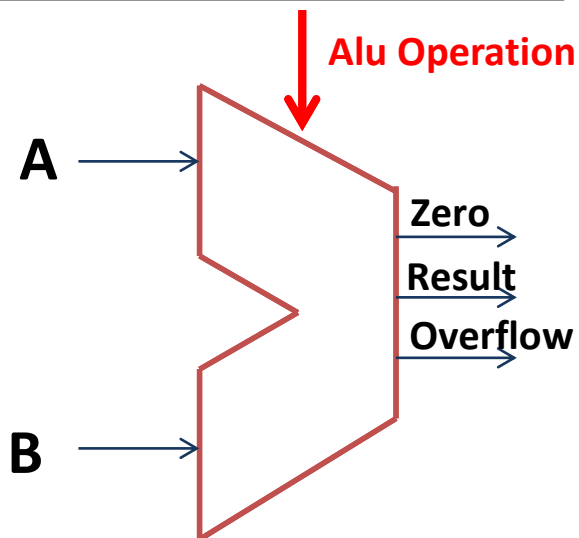 Alu Operation
A
Zero
Result
Overflow
B